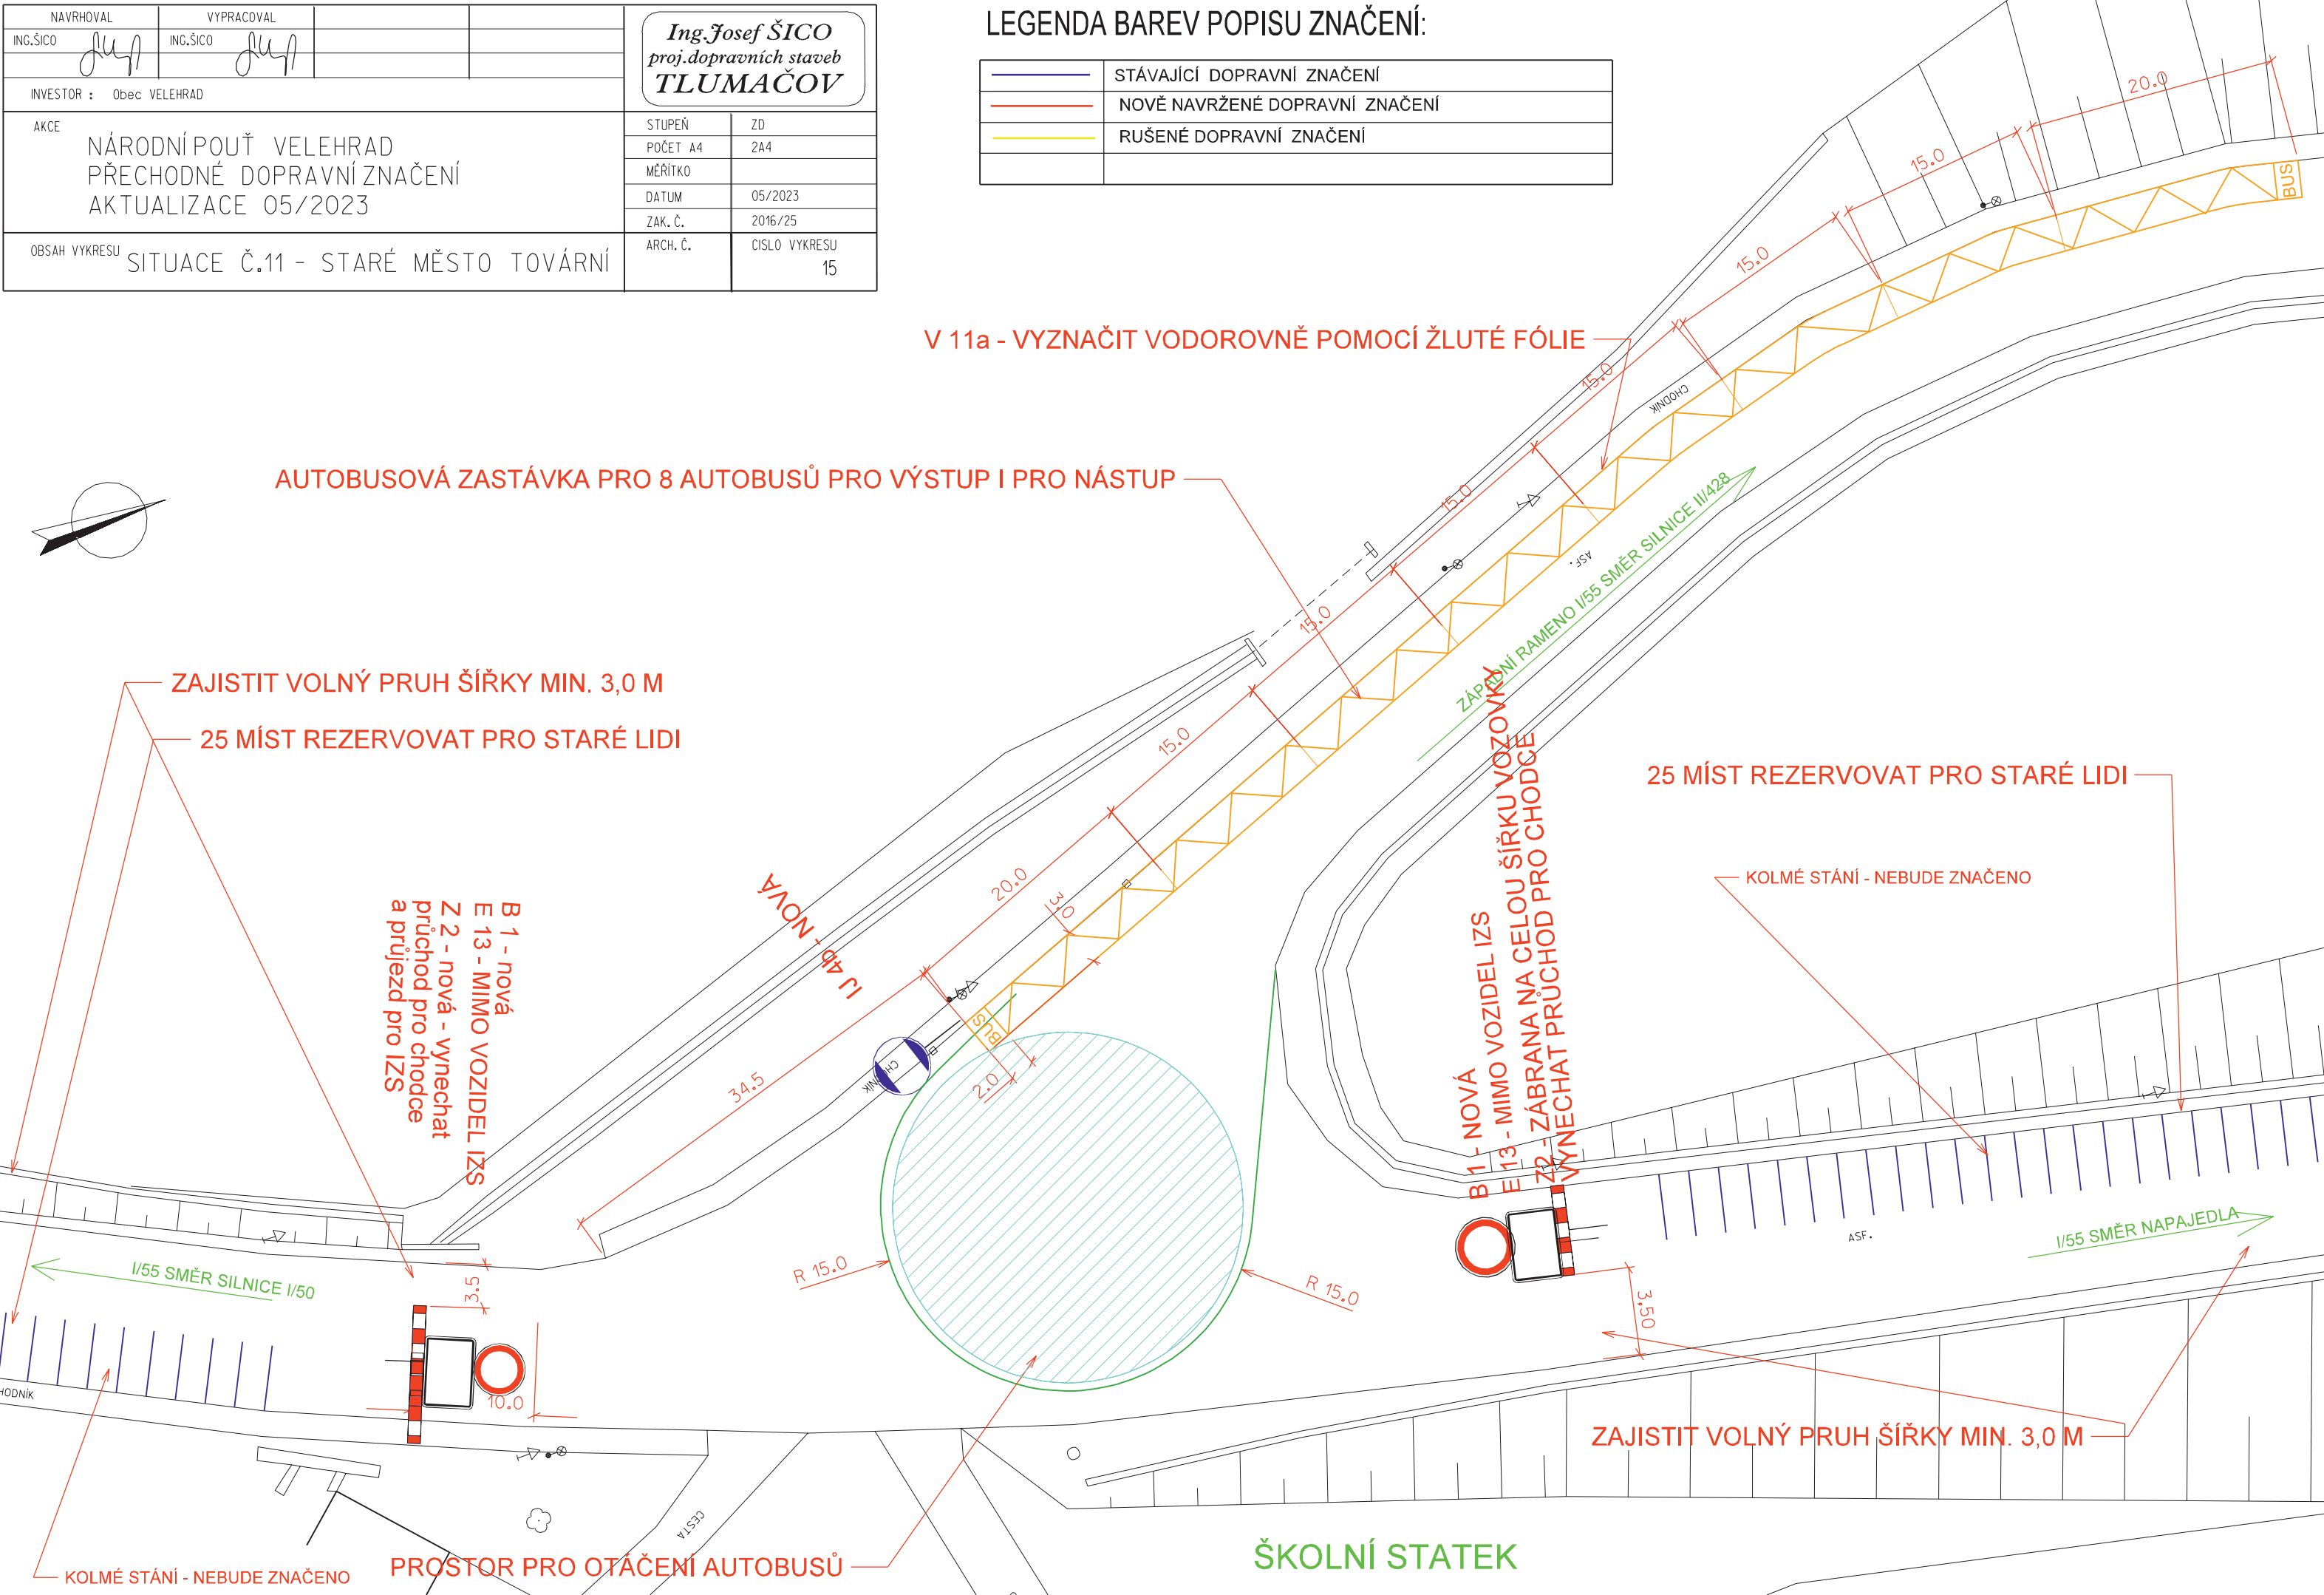 NAVRHOVAL
VYPRACOVAL
ING.ŠICO
ING.ŠICO
INVESTOR : Obec VELEHRAD
Ing.Josef ŠICO
proj.dopravních staveb
TLUMAČOV
AKCE
NÁRODNÍ POUŤ VELEHRAD
PŘECHODNÉ DOPRAVNÍ ZNAČENÍ
AKTUALIZACE 05/2023
STUPEŇ ZD
POČET A4 2A4
MĚŘÍTKO
DATUM 05/2023
ZAK. Č. 2016/25
ARCH. Č. CISLO VYKRESU
15
OBSAH VYKRESU SITUACE Č.11 - STARÉ MĚSTO TOVÁRNÍ
LEGENDA BAREV POPISU ZNAČENÍ:
STÁVAJÍCÍ DOPRAVNÍ ZNAČENÍ
NOVĚ NAVRŽENÉ DOPRAVNÍ ZNAČENÍ
RUŠENÉ DOPRAVNÍ ZNAČENÍ
20.0
15.0
BUS
15.0
V 11a - VYZNAČIT VODOROVNĚ POMOCÍ ŽLUTÉ FÓLIE
15.0
CHODNÍK
AUTOBUSOVÁ ZASTÁVKA PRO 8 AUTOBUSŮ PRO VÝSTUP I PRO NÁSTUP
15.0
ASF.
ZÁPADNÍ RAMENO I/55 SMĚR SILNICE II/428
15.0
ZAJISTIT VOLNÝ PRUH ŠÍŘKY MIN. 3,0 M
25 MÍST REZERVOVAT PRO STARÉ LIDI
15.0
25 MÍST REZERVOVAT PRO STARÉ LIDI
KOLMÉ STÁNÍ - NEBUDE ZNAČENO
20.0
3.0
IJ 4b - NOVÁ
B 1 - nová
E 13 - MIMO VOZIDEL IZS
Z 2 - nová - vynechat
průchod pro chodce
a průjezd pro IZS
B 1 - NOVÁ
E 13 - MIMO VOZIDEL IZS
Z2 - ZÁBRANA NA CELOU ŠÍŘKU VOZOVKY
VYNECHAT PRŮCHOD PRO CHODCE
BUS
2.0
CHODNÍK
34.5
R 15.0
R 15.0
I/55 SMĚR SILNICE I/50
3.5
10.0
HODNÍK
3.50
ASF.
I/55 SMĚR NAPAJEDLA
ZAJISTIT VOLNÝ PRUH ŠÍŘKY MIN. 3,0 M
CESTA
KOLMÉ STÁNÍ - NEBUDE ZNAČENO
PROSTOR PRO OTÁČENÍ AUTOBUSŮ
ŠKOLNÍ STATEK